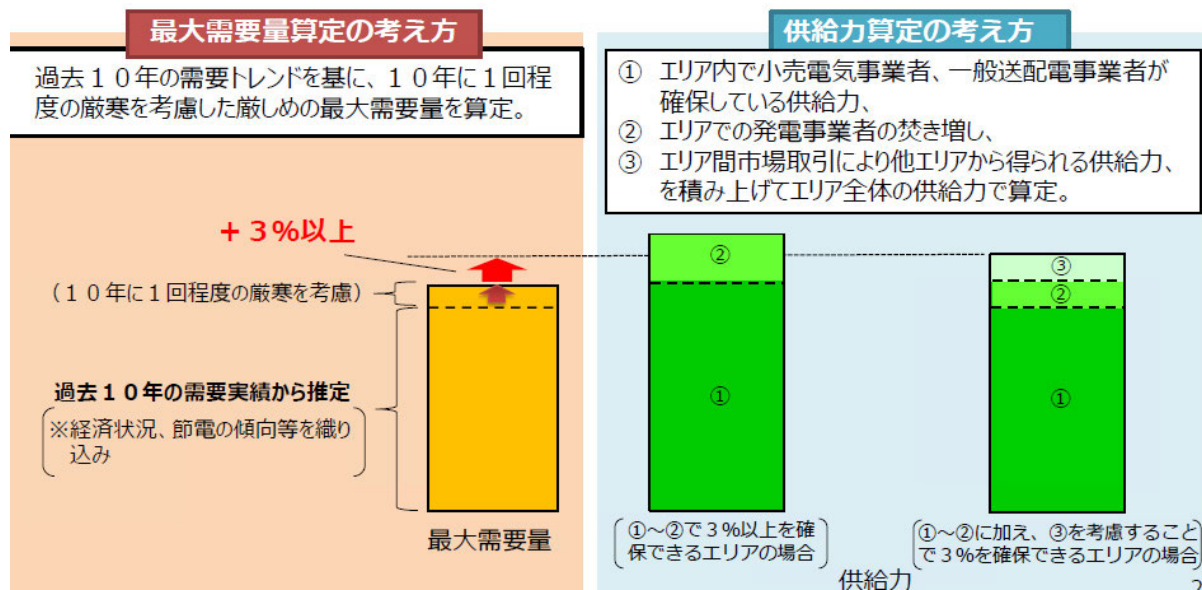 最大需要量算定の考え方
過去１０年の需要トレンドを基に、１０年に１回程
度の厳寒を考慮した厳しめの最大需要量を算定。
＋３％以上
（１０年に１回程度の厳寒を考慮）
過去１０年の需要実績から推定
※経済状況、節電の傾向等を織り
込み
最大需要量
供給力算定の考え方
① エリア内で小売電気事業者、一般送配電事業者が
確保している供給力、
② エリアでの発電事業者の焚き増し、
③ エリア間市場取引により他エリアから得られる供給力、
を積み上げてエリア全体の供給力で算定。
②
①
③
②
①
①～②で３％以上を確
保できるエリアの場合
①～②に加え、③を考慮すること
で３％を確保できるエリアの場合
供給力
2